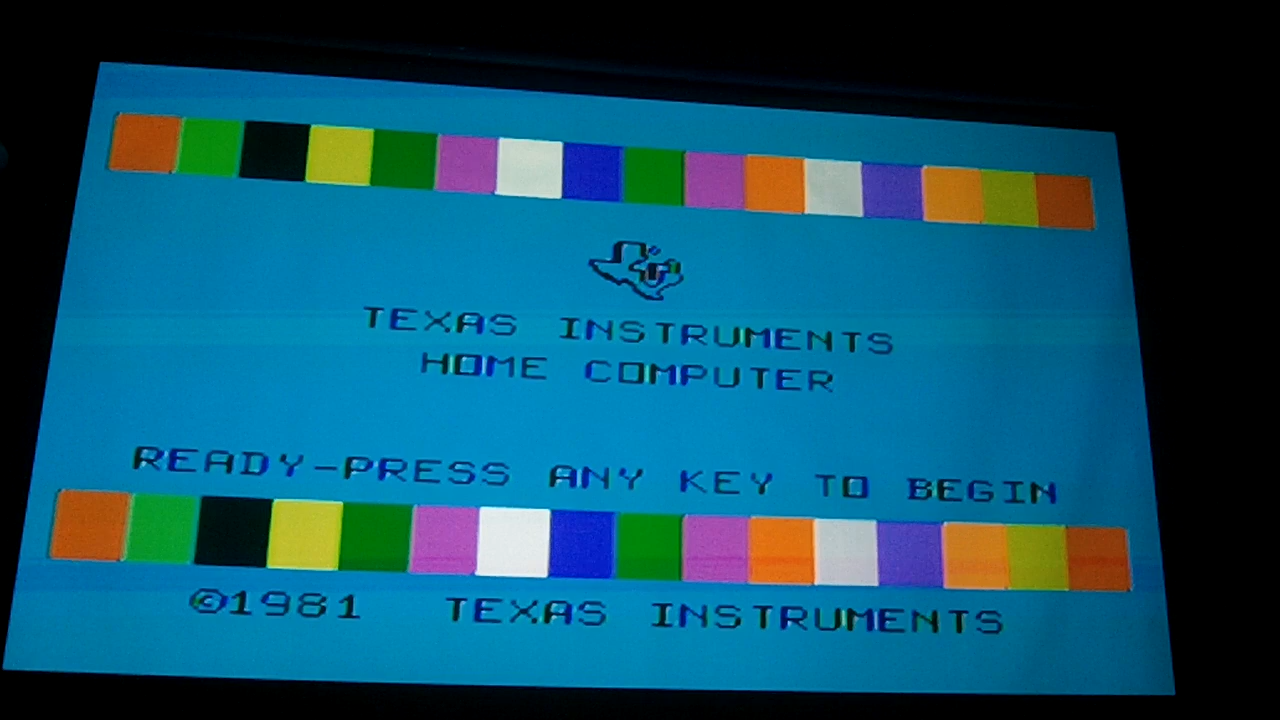 TEXAS INSTRUMENTS
HOME COMPUTER
READY-PRESS ANY KEY TO BEGIN
©1981 TEXAS INSTRUMENTS